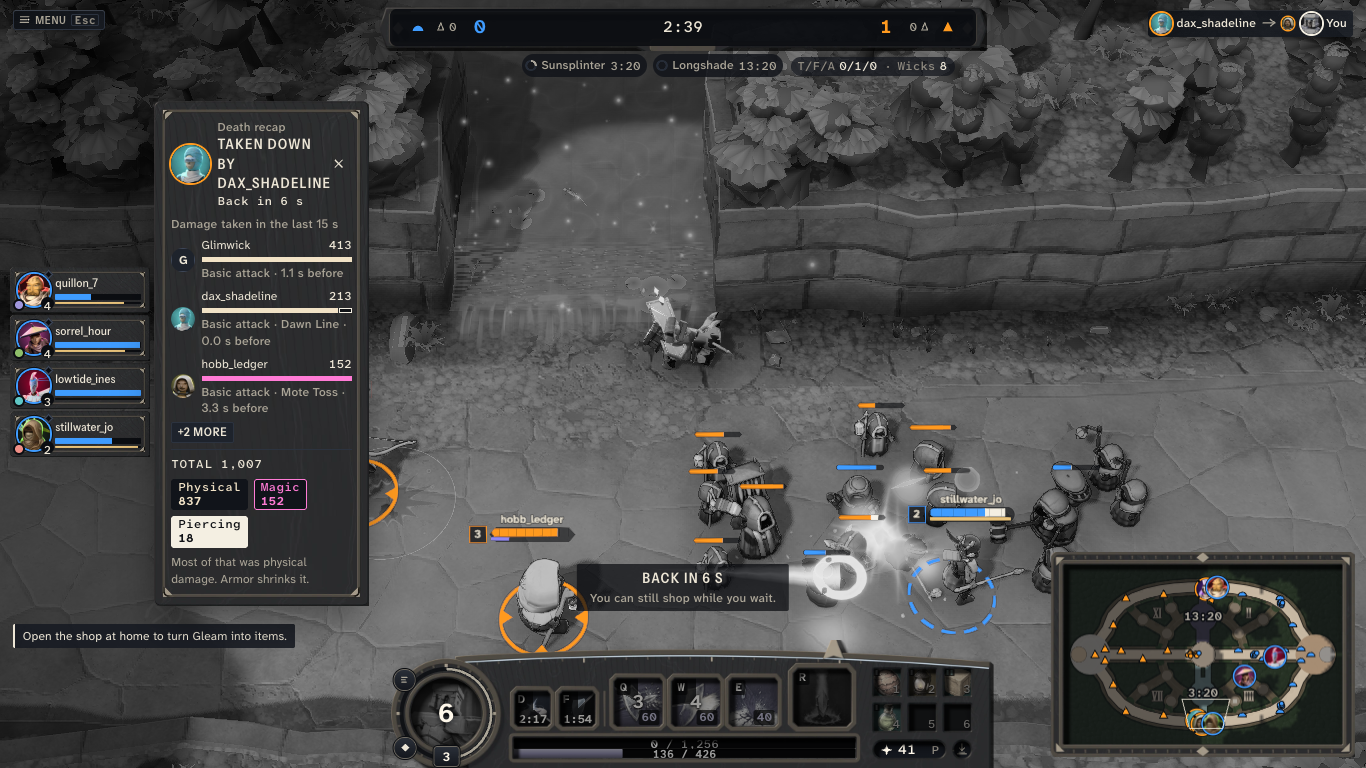 MENU Esc
Δ 0 0 2:39 1 0 Δ
dax_shadeline → You
Sunsplinter 3:20 Longshade 13:20 T/F/A 0/1/0 · Wicks 8
Death recap
TAKEN DOWN
BY
DAX_SHADELINE
Back in 6 s
Damage taken in the last 15 s
G
Glimwick 413
Basic attack · 1.1 s before
dax_shadeline 213
Basic attack · Dawn Line ·
0.0 s before
hobb_ledger 152
Basic attack · Mote Toss ·
3.3 s before
+2 MORE
TOTAL 1,007
Physical
837
Magic
152
Piercing
18
Most of that was physical
damage. Armor shrinks it.
quillon_7
4
sorrel_hour
4
lowtide_ines
3
stillwater_jo
2
Open the shop at home to turn Gleam into items.
stillwater_jo
2
hobb_ledger
3
BACK IN 6 S
You can still shop while you wait.
XI II
13:20
3:20
VII III
6
3
D 2:17
F 1:54
Q 3 60
W 4 60
E 40
R
0 / 1,256
136 / 426
1 2 3
4 5 6
41 P